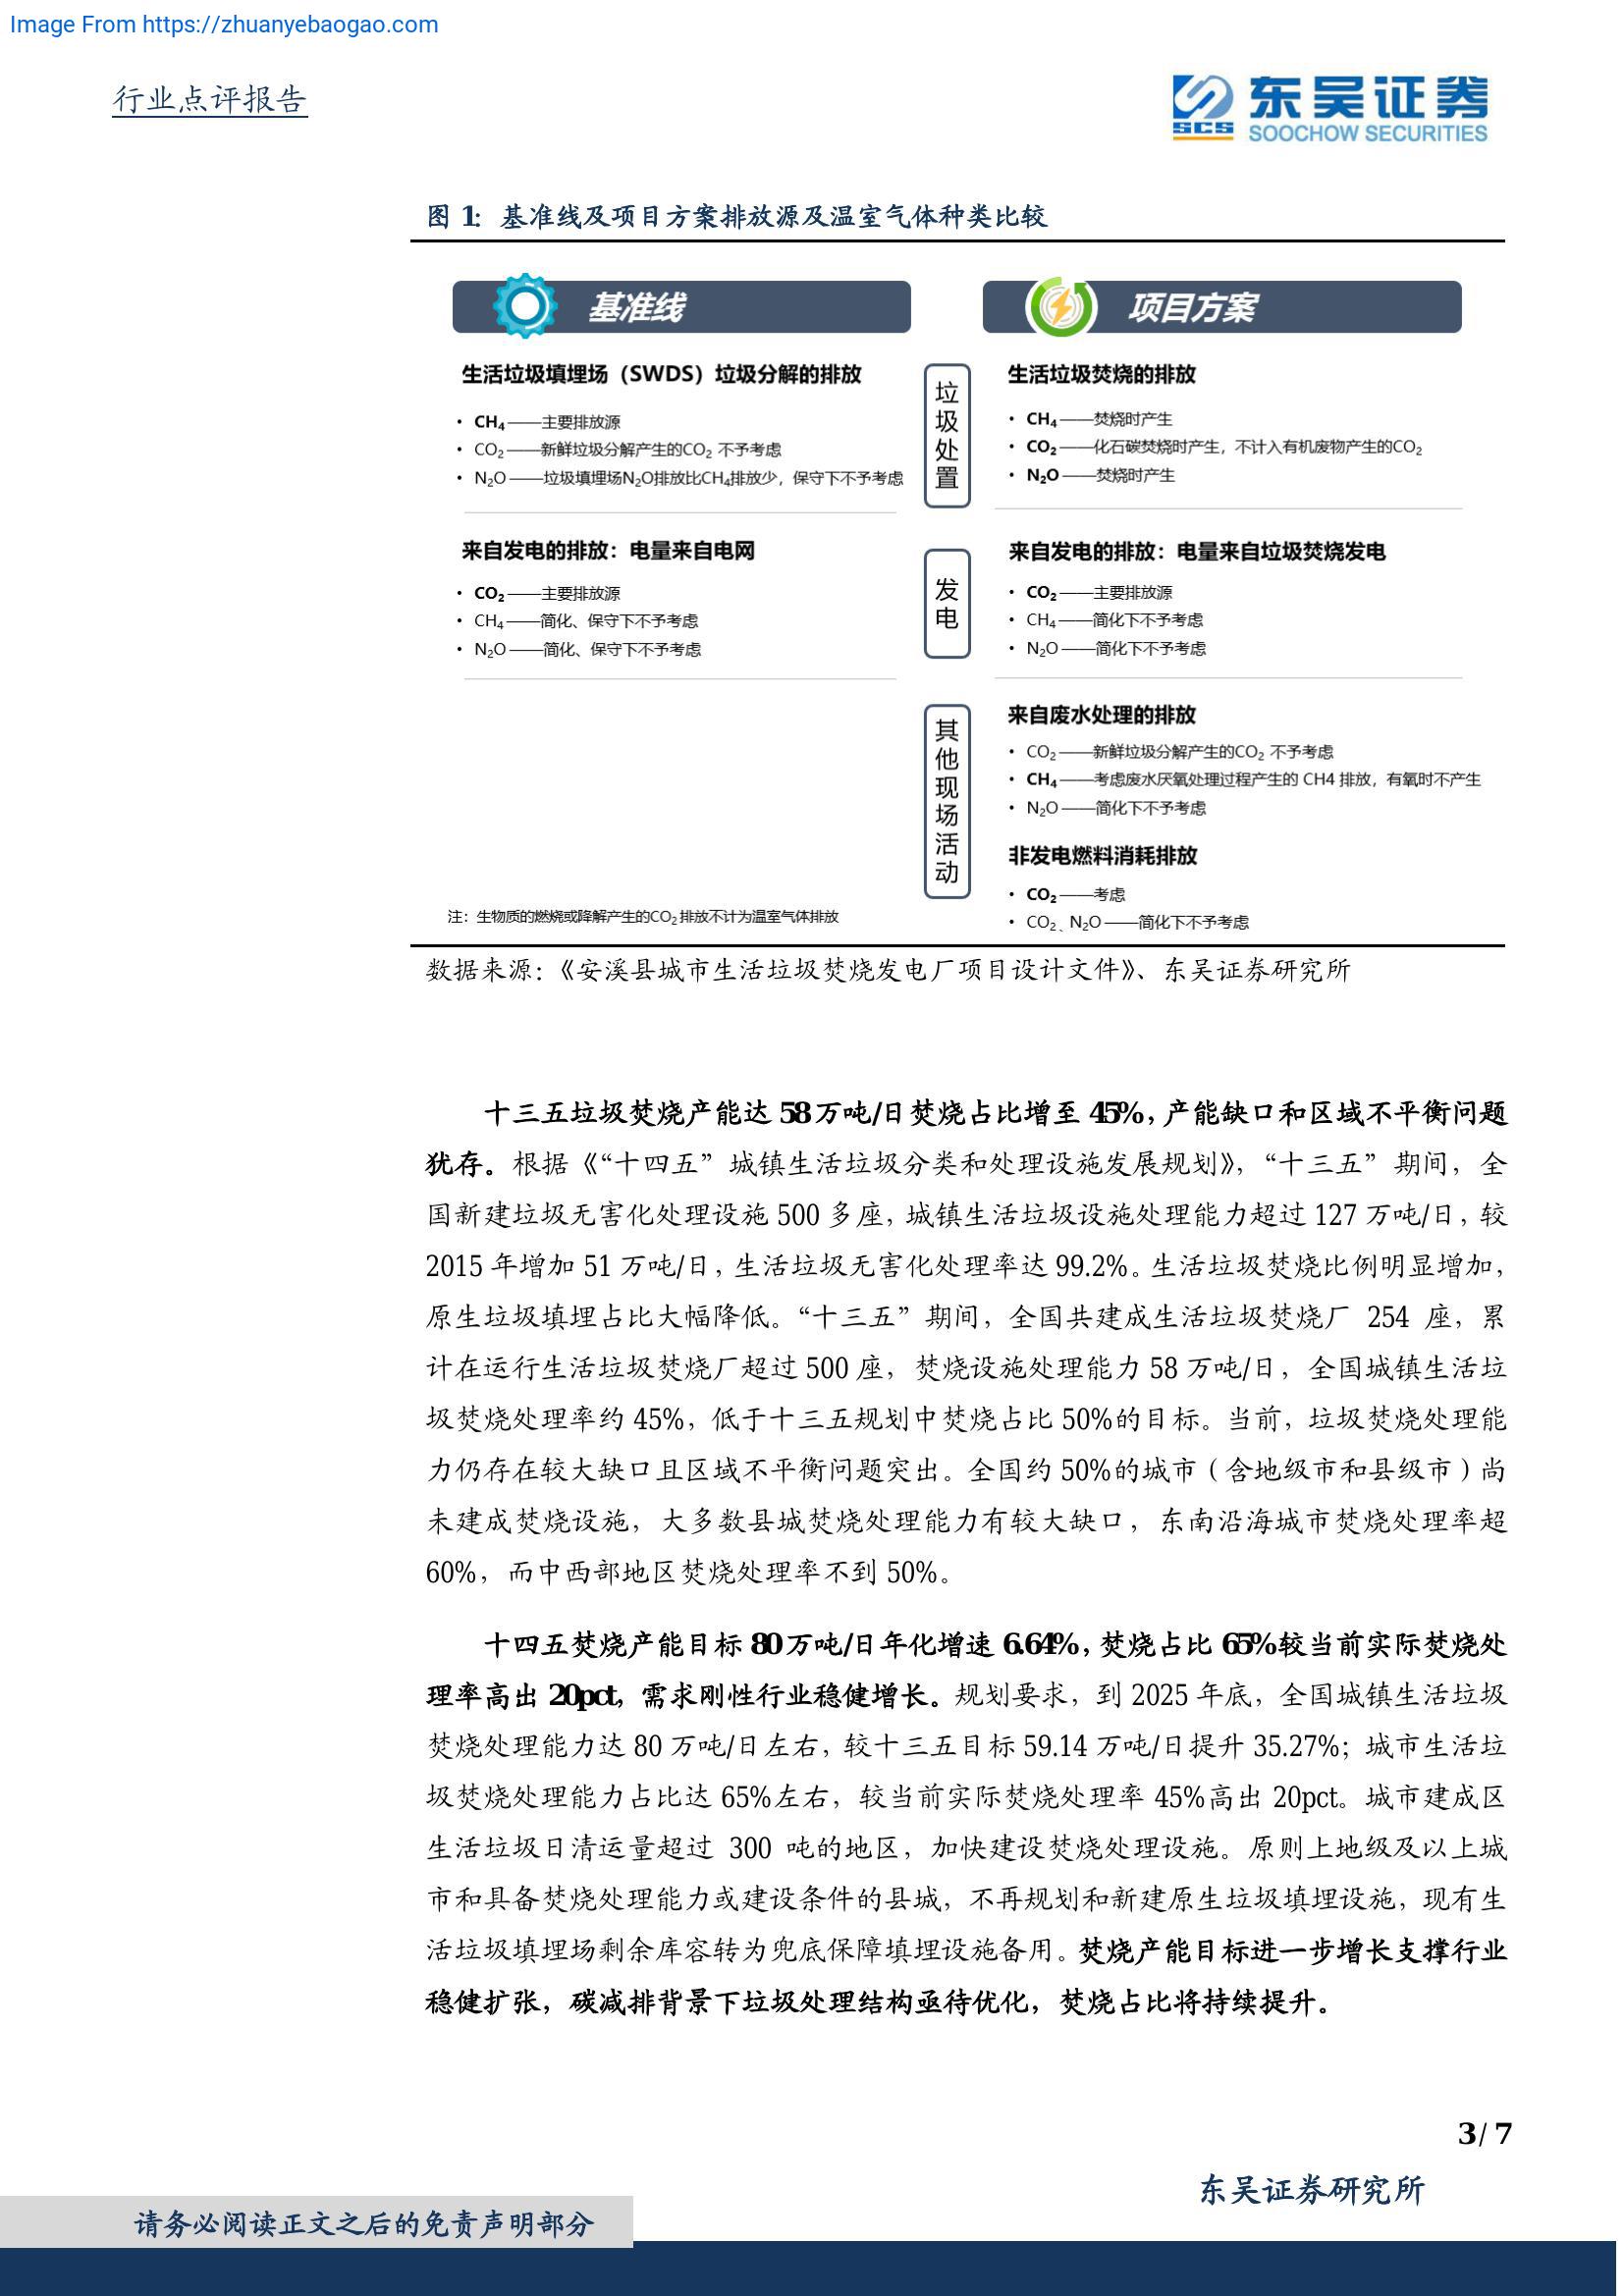 Image From https://zhuanyebaogao.com
行业点评报告
东吴证券
SCS
SOOCHOW SECURITIES
图 1: 基准线及项目方案排放源及温室气体种类比较
基准线
项目方案
生活垃圾填埋场（SWDS）垃圾分解的排放
• CH₄——主要排放源
• CO₂——新鲜垃圾分解产生的CO₂ 不予考虑
• N₂O——垃圾填埋场N₂O排放比CH₄排放少，保守下不予考虑
垃圾处置
生活垃圾焚烧的排放
• CH₄——焚烧时产生
• CO₂——化石碳焚烧时产生，不计入有机废物产生的CO₂
• N₂O——焚烧时产生
来自发电的排放：电量来自电网
• CO₂——主要排放源
• CH₄——简化、保守下不予考虑
• N₂O——简化、保守下不予考虑
发电
来自发电的排放：电量来自垃圾焚烧发电
• CO₂——主要排放源
• CH₄——简化下不予考虑
• N₂O——简化下不予考虑
其他现场活动
来自废水处理的排放
• CO₂——新鲜垃圾分解产生的CO₂ 不予考虑
• CH₄——考虑废水厌氧处理过程产生的 CH4 排放，有氧时不产生
• N₂O——简化下不予考虑
非发电燃料消耗排放
• CO₂——考虑
• CO₂、N₂O——简化下不予考虑
注：生物质的燃烧或降解产生的CO₂ 排放不计为温室气体排放
数据来源：《安溪县城市生活垃圾焚烧发电厂项目设计文件》、东吴证券研究所
十三五垃圾焚烧产能达 58 万吨/日焚烧占比增至 45%，产能缺口和区域不平衡问题
犹存。根据《“十四五”城镇生活垃圾分类和处理设施发展规划》，“十三五”期间，全
国新建垃圾无害化处理设施 500 多座，城镇生活垃圾设施处理能力超过 127 万吨/日，较
2015 年增加 51 万吨/日，生活垃圾无害化处理率达 99.2%。生活垃圾焚烧比例明显增加，
原生垃圾填埋占比大幅降低。“十三五”期间，全国共建成生活垃圾焚烧厂 254 座，累
计在运行生活垃圾焚烧厂超过 500 座，焚烧设施处理能力 58 万吨/日，全国城镇生活垃
圾焚烧处理率约 45%，低于十三五规划中焚烧占比 50%的目标。当前，垃圾焚烧处理能
力仍存在较大缺口且区域不平衡问题突出。全国约 50%的城市（含地级市和县级市）尚
未建成焚烧设施，大多数县城焚烧处理能力有较大缺口，东南沿海城市焚烧处理率超
60%，而中西部地区焚烧处理率不到 50%。
十四五焚烧产能目标 80 万吨/日年化增速 6.64%，焚烧占比 65%较当前实际焚烧处
理率高出 20pct，需求刚性行业稳健增长。规划要求，到 2025 年底，全国城镇生活垃圾
焚烧处理能力达 80 万吨/日左右，较十三五目标 59.14 万吨/日提升 35.27%；城市生活垃
圾焚烧处理能力占比达 65%左右，较当前实际焚烧处理率 45%高出 20pct。城市建成区
生活垃圾日清运量超过 300 吨的地区，加快建设焚烧处理设施。原则上地级及以上城
市和具备焚烧处理能力或建设条件的县城，不再规划和新建原生垃圾填埋设施，现有生
活垃圾填埋场剩余库容转为兜底保障填埋设施备用。焚烧产能目标进一步增长支撑行业
稳健扩张，碳减排背景下垃圾处理结构亟待优化，焚烧占比将持续提升。
3 / 7
东吴证券研究所
请务必阅读正文之后的免责声明部分